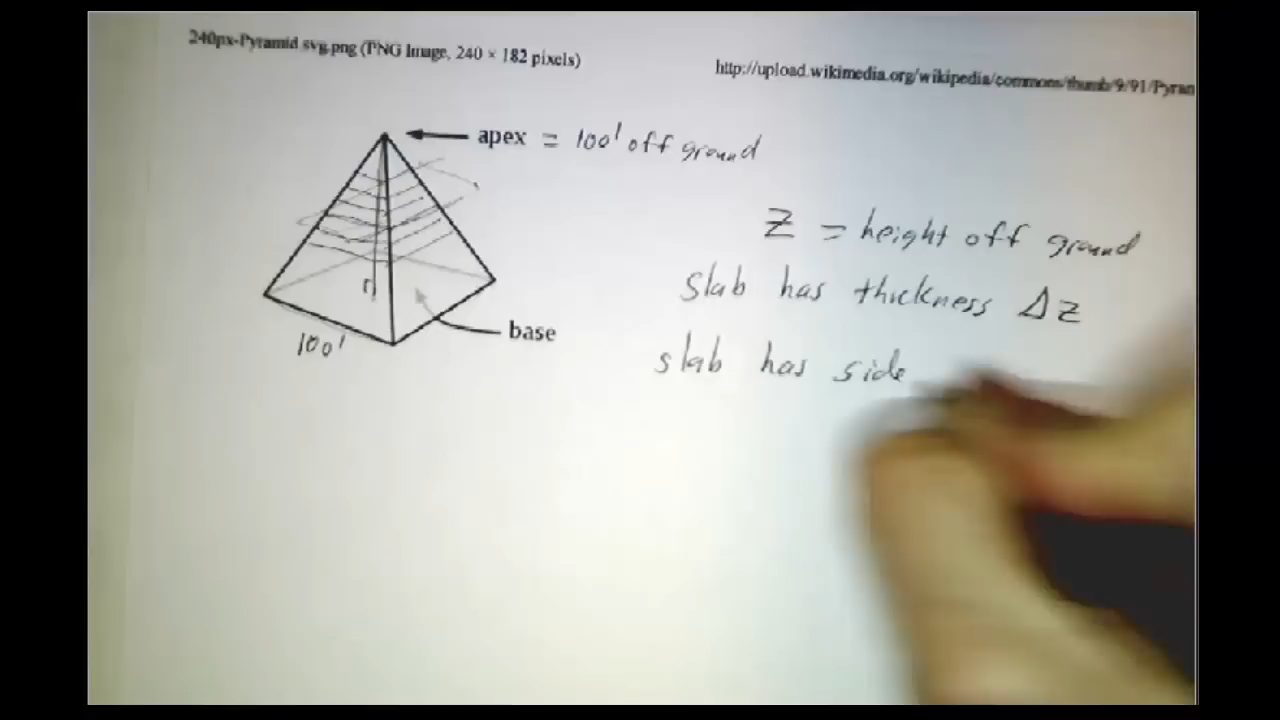 240px-Pyramid.svg.png (PNG Image, 240 × 182 pixels)
http://upload.wikimedia.org/wikipedia/commons/thumb/9/91/Pyram
apex = 100' off ground
Z = height off ground
slab has thickness Δz
base
100'
slab has side